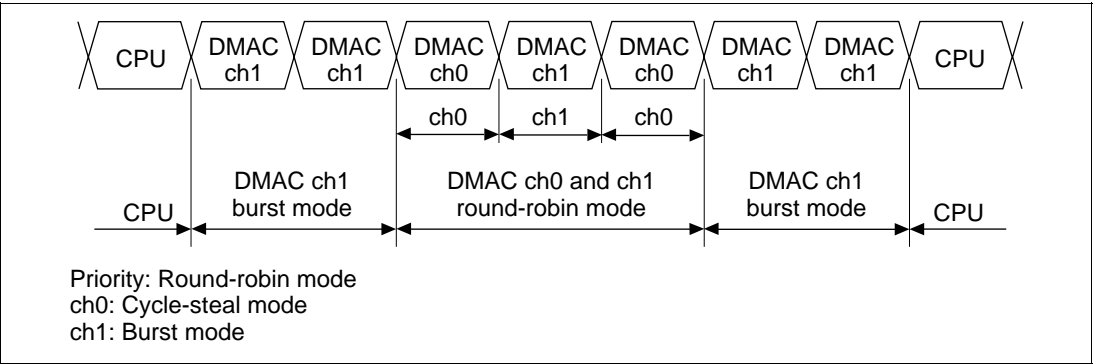 CPU DMAC ch1 DMAC ch1 DMAC ch0 DMAC ch1 DMAC ch0 DMAC ch1 DMAC ch1 CPU
ch0 ch1 ch0
CPU
DMAC ch1
burst mode
DMAC ch0 and ch1
round-robin mode
DMAC ch1
burst mode
CPU
Priority: Round-robin mode
ch0: Cycle-steal mode
ch1: Burst mode